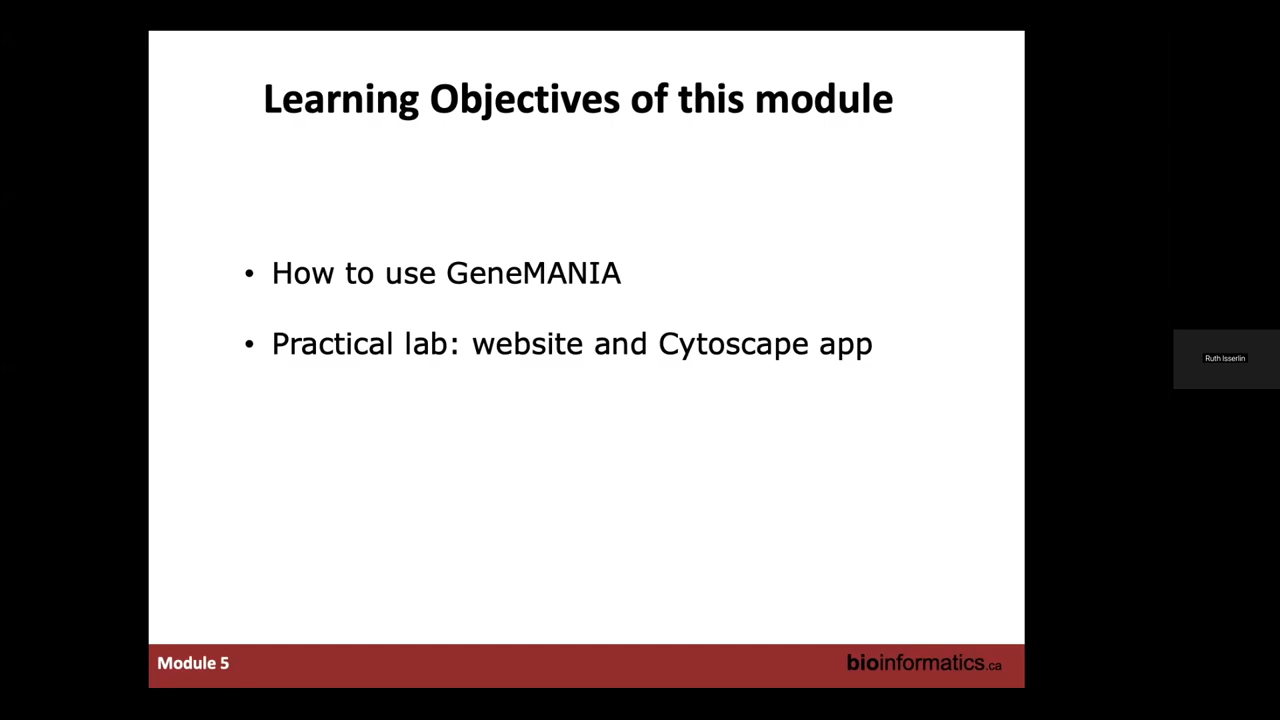 Learning Objectives of this module
• How to use GeneMANIA
• Practical lab: website and Cytoscape app
Ruth Isserlin
Module 5
bioinformatics.ca